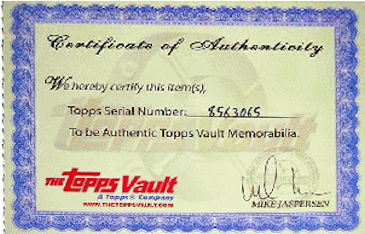 Certificate of Authenticity
We hereby certify this item(s),
Topps Serial Number: 8563065
To be Authentic Topps Vault Memorabilia.
THE Topps Vault
A Topps® Company
WWW.THETOPPSVAULT.COM
MIKE JASPERSEN